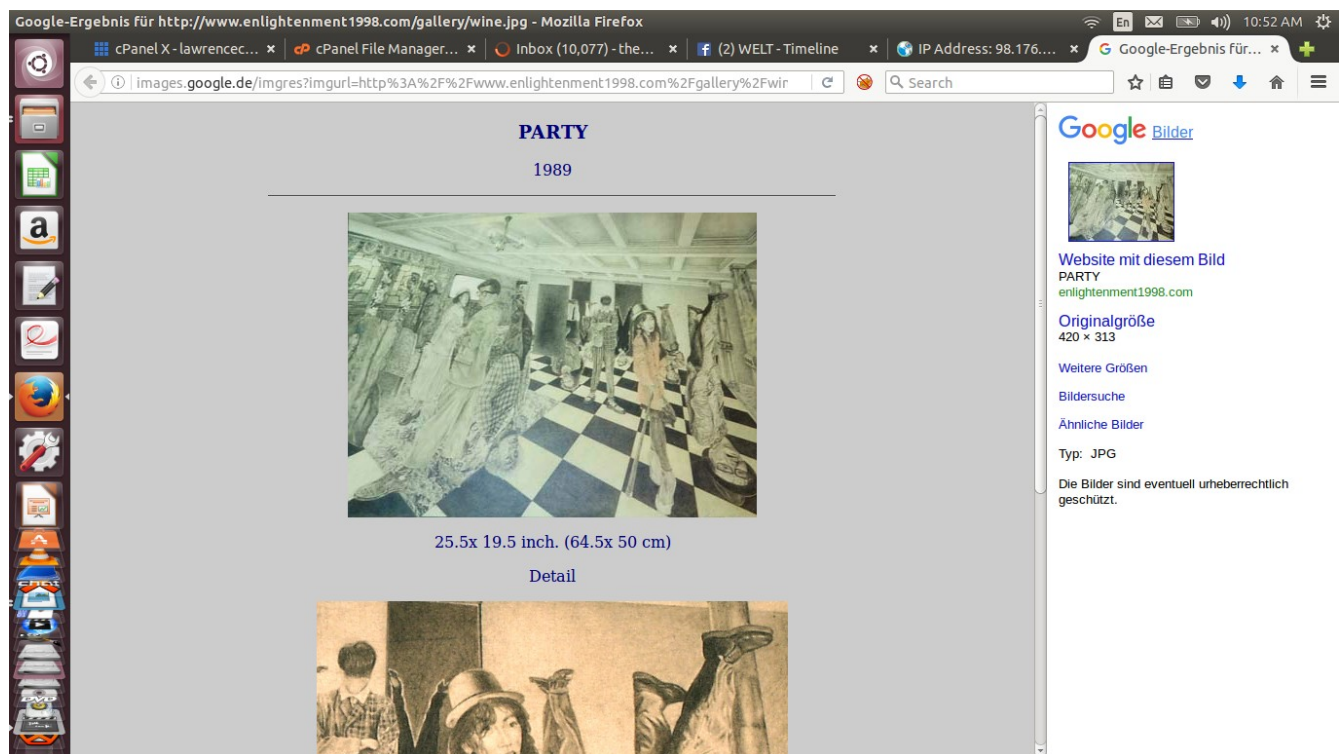 Google-Ergebnis für http://www.enlightenment1998.com/gallery/wine.jpg - Mozilla Firefox
En
10:52 AM
cPanel X - lawrencec...
cPanel File Manager...
Inbox (10,077) - the...
(2) WELT - Timeline
IP Address: 98.176....
Google-Ergebnis für...
images.google.de/imgres?imgurl=http%3A%2F%2Fwww.enlightenment1998.com%2Fgallery%2Fwir
Search
PARTY
1989
25.5x 19.5 inch. (64.5x 50 cm)
Detail
Google Bilder
Website mit diesem Bild
PARTY
enlightenment1998.com
Originalgröße
420 × 313
Weitere Größen
Bildersuche
Ähnliche Bilder
Typ: JPG
Die Bilder sind eventuell urheberrechtlich
geschützt.